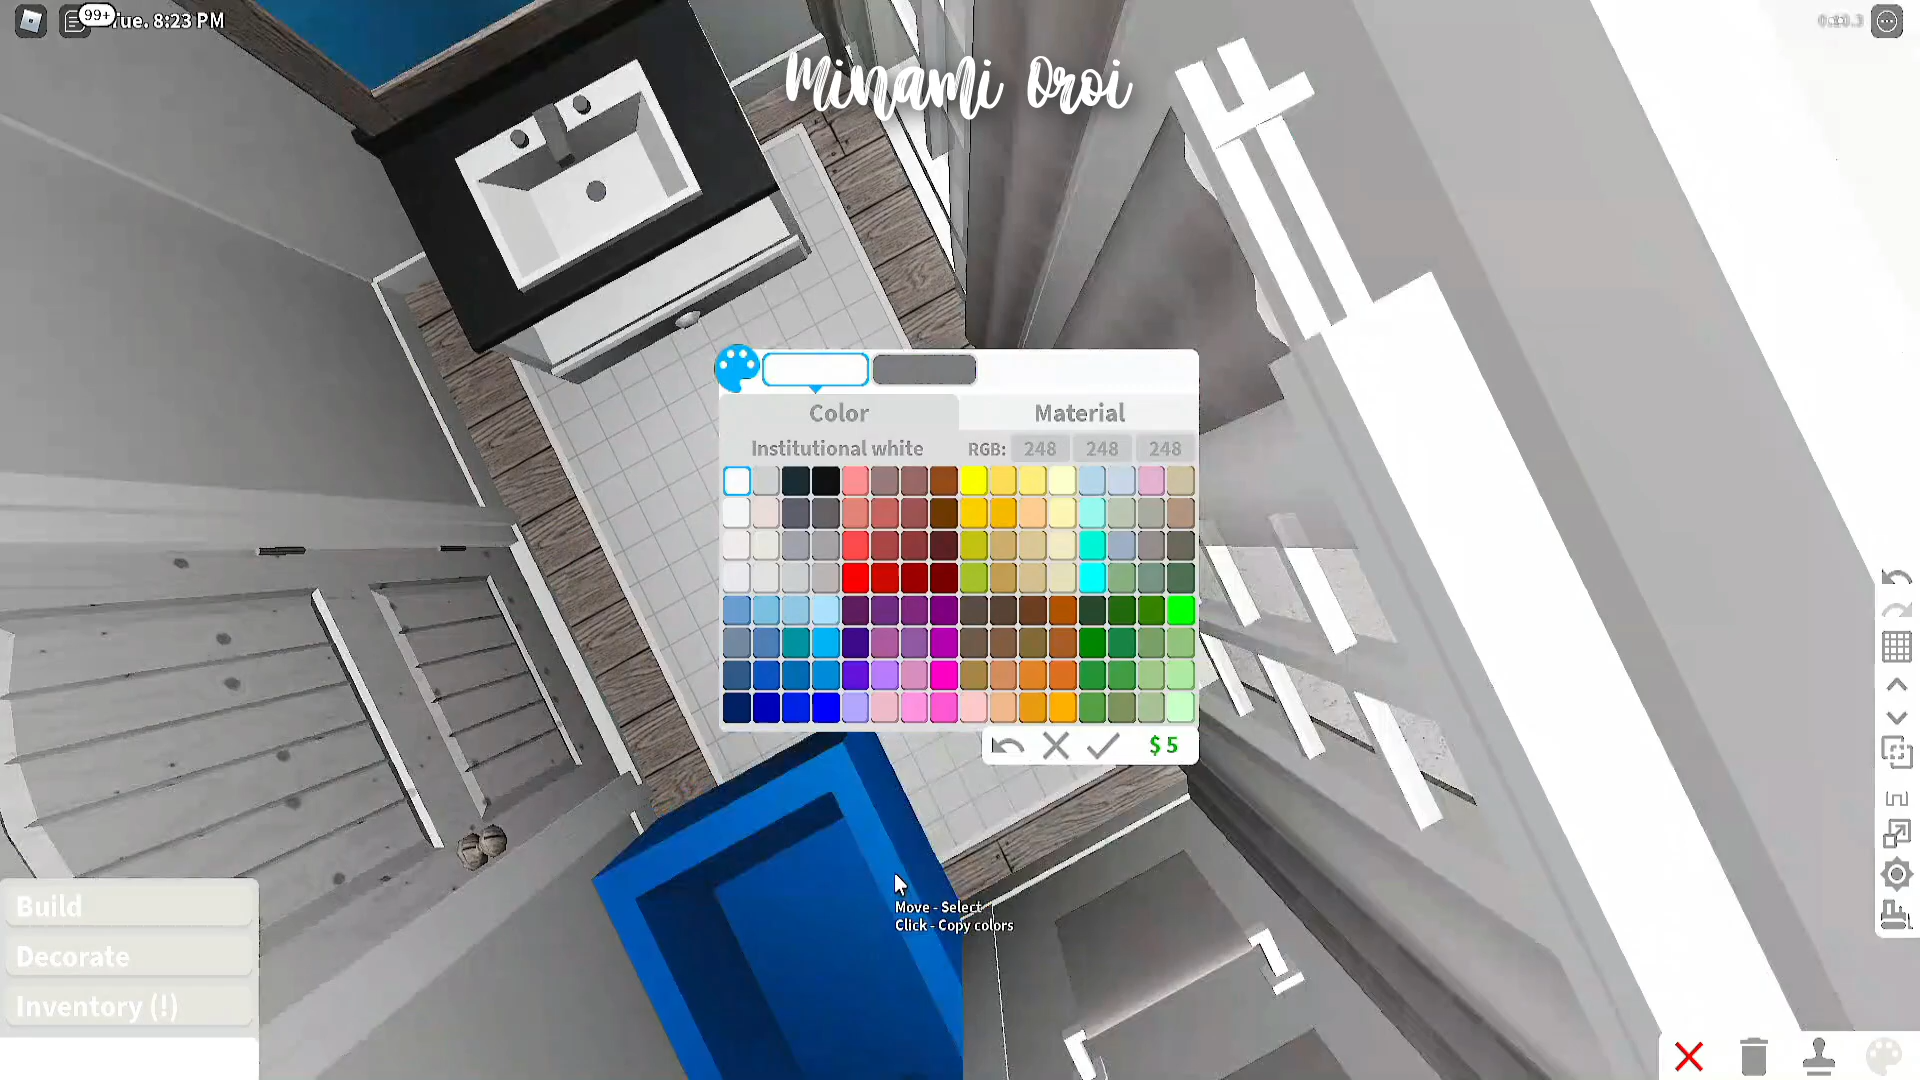 99+
Tue. 8:23 PM
Minami Oroi
Color
Material
Institutional white
RGB: 248 248 248
$ 5
Move - Select
Click - Copy colors
Build
Decorate
Inventory (!)